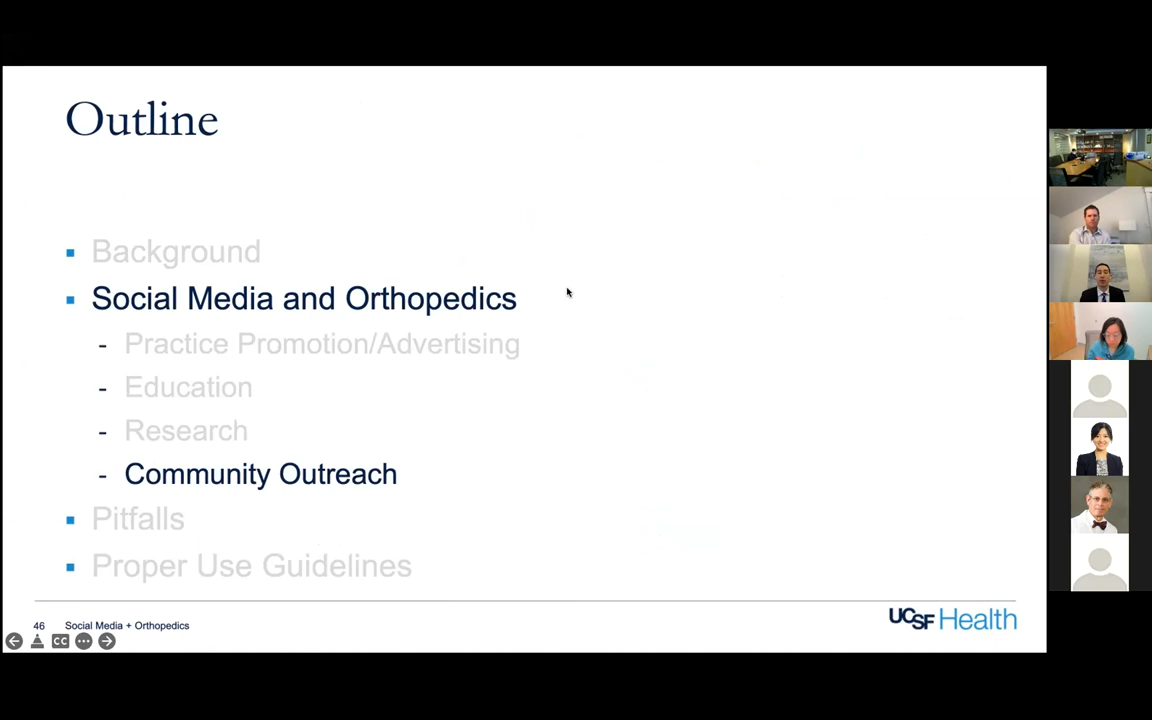 Outline
Background
Social Media and Orthopedics
- Practice Promotion/Advertising
- Education
- Research
- Community Outreach
Pitfalls
Proper Use Guidelines
46 Social Media + Orthopedics
UCSF Health
CC